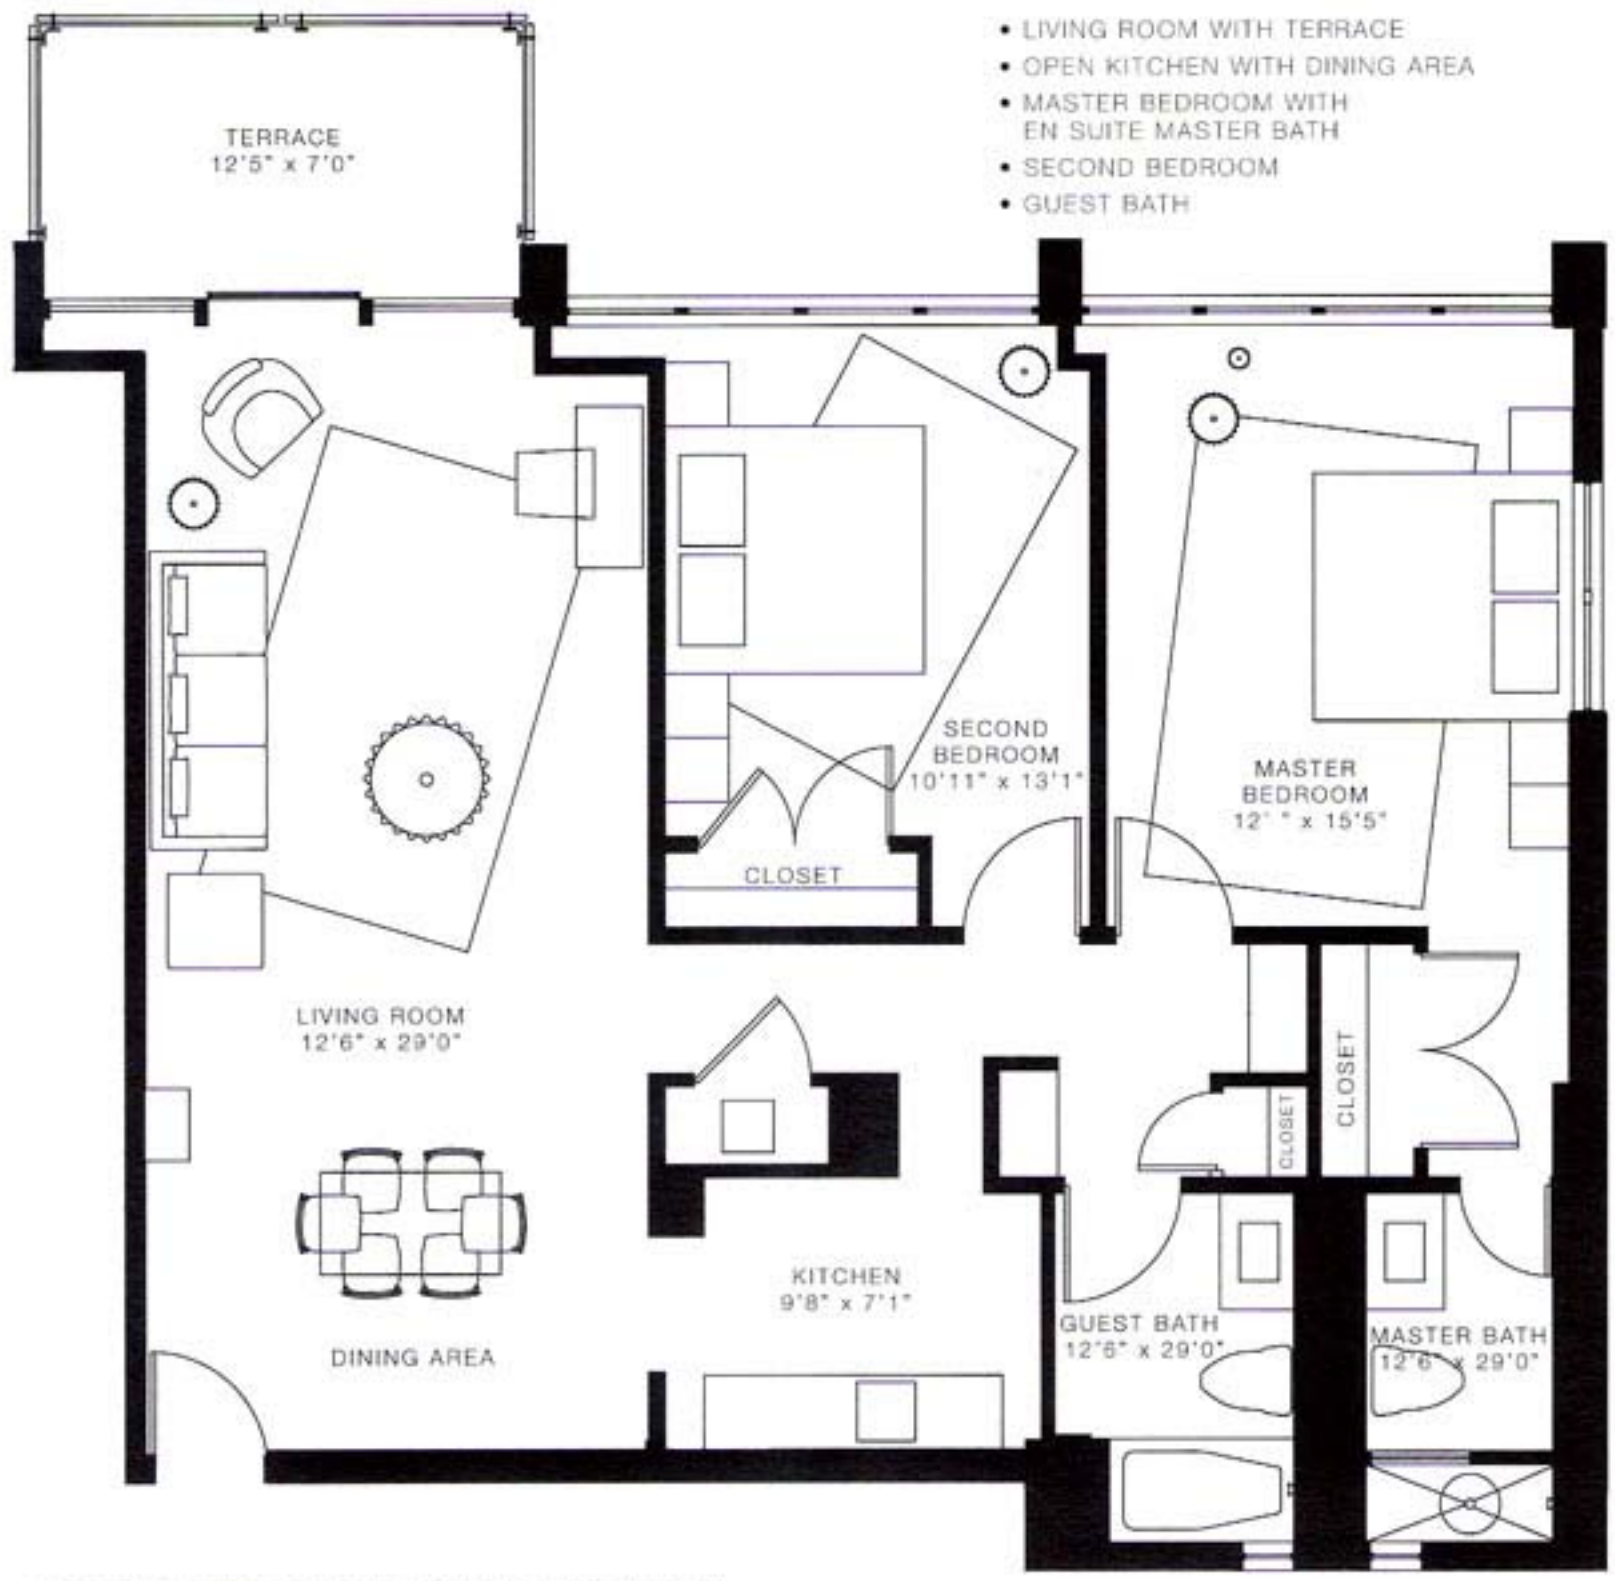 • LIVING ROOM WITH TERRACE
• OPEN KITCHEN WITH DINING AREA
• MASTER BEDROOM WITH
EN SUITE MASTER BATH
• SECOND BEDROOM
• GUEST BATH
TERRACE
12'5" x 7'0"
SECOND
BEDROOM
10'11" x 13'1"
MASTER
BEDROOM
12' " x 15'5"
CLOSET
LIVING ROOM
12'6" x 29'0"
CLOSET
CLOSET
KITCHEN
9'8" x 7'1"
GUEST BATH
12'6" x 29'0"
MASTER BATH
12'6" x 29'0"
DINING AREA